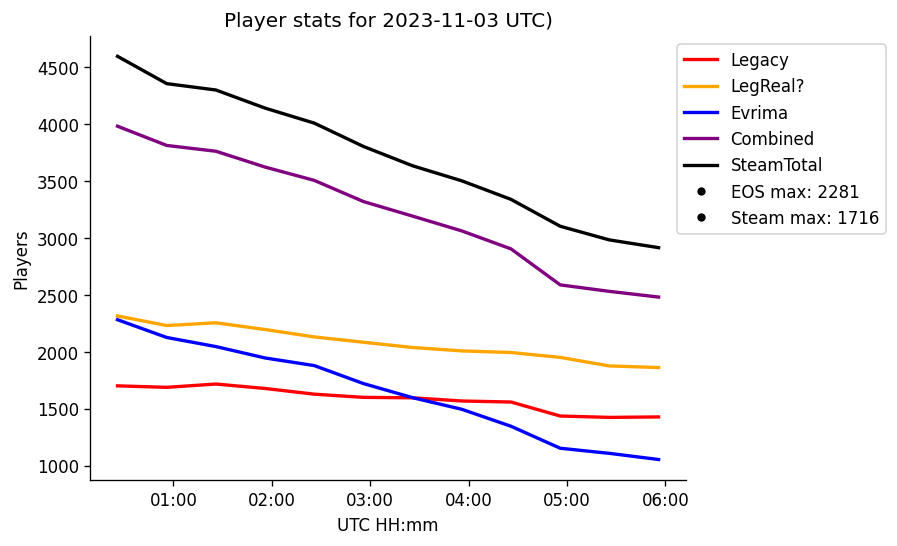 Player stats for 2023-11-03 UTC)
Legacy
LegReal?
Evrima
Combined
SteamTotal
EOS max: 2281
Steam max: 1716
Players
4500
4000
3500
3000
2500
2000
1500
1000
01:00 02:00 03:00 04:00 05:00 06:00
UTC HH:mm